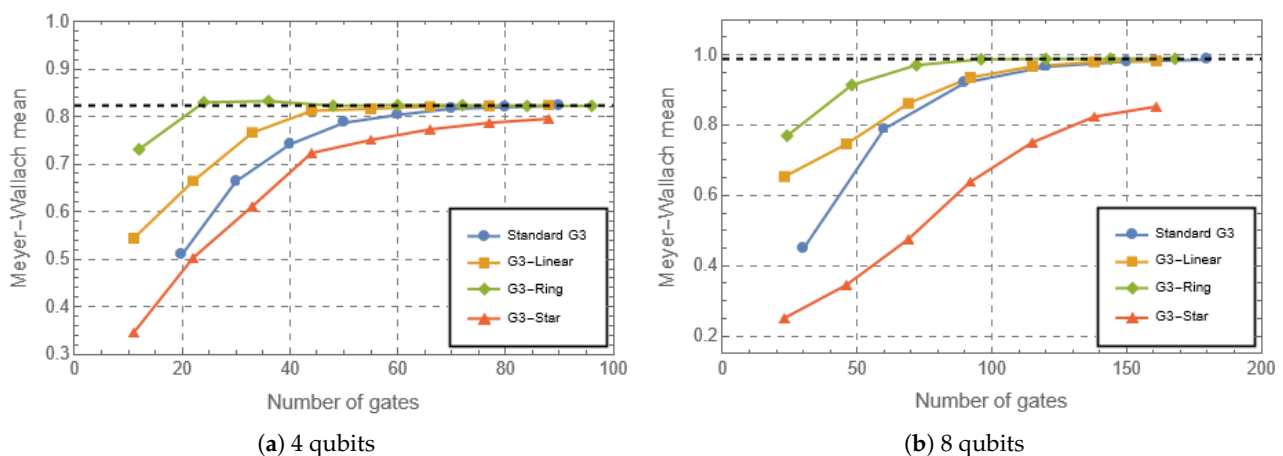 1.0
0.9
0.8
0.7
0.6
0.5
0.4
0.3
Meyer–Wallach mean
0 20 40 60 80 100
Number of gates
Standard G3
G3–Linear
G3–Ring
G3–Star
(a) 4 qubits
1.0
0.8
0.6
0.4
0.2
Meyer–Wallach mean
0 50 100 150 200
Number of gates
Standard G3
G3–Linear
G3–Ring
G3–Star
(b) 8 qubits